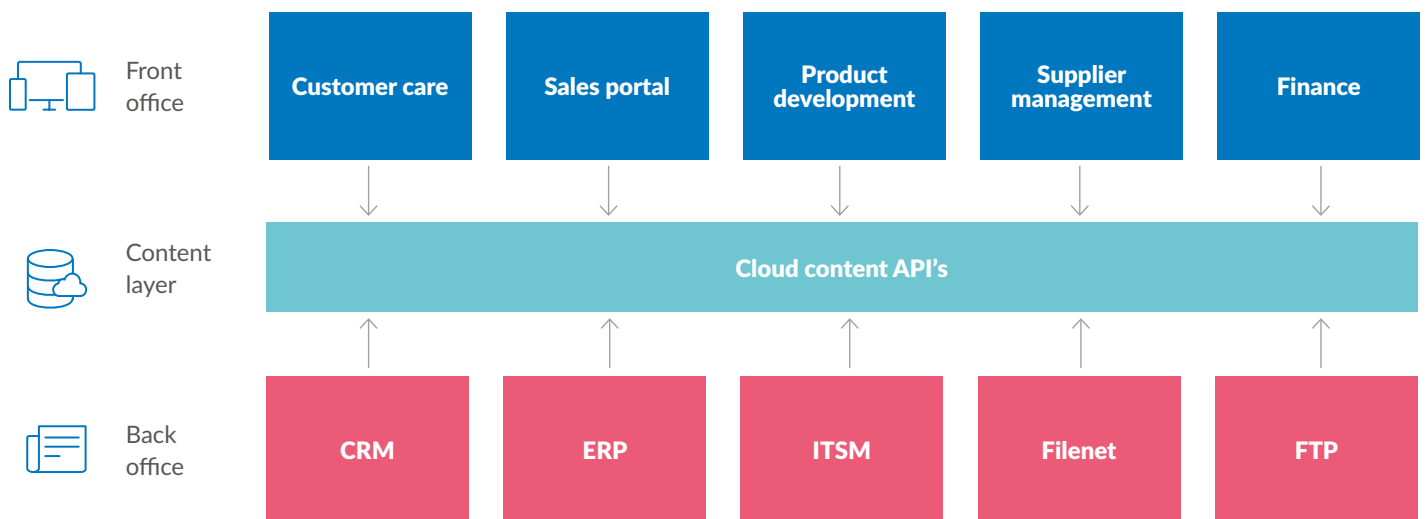 Front
office
Customer care
Sales portal
Product
development
Supplier
management
Finance
Content
layer
Cloud content API's
Back
office
CRM
ERP
ITSM
Filenet
FTP